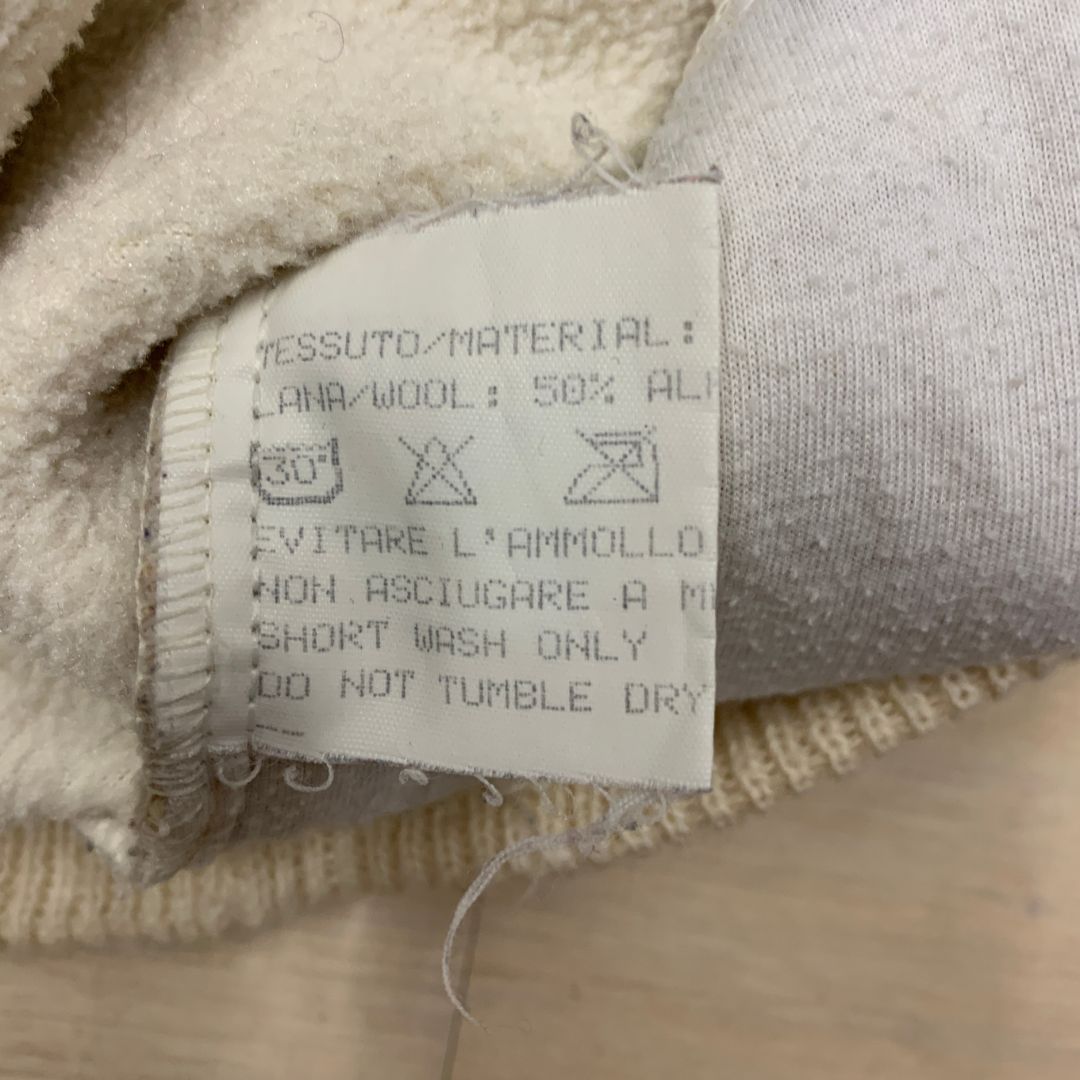 TESSUTO/MATERIAL:
LANA/WOOL: 50%
30°
EVITARE L'AMMOLLO
NON ASCIUGARE A
SHORT WASH ONLY
DO NOT TUMBLE DRY